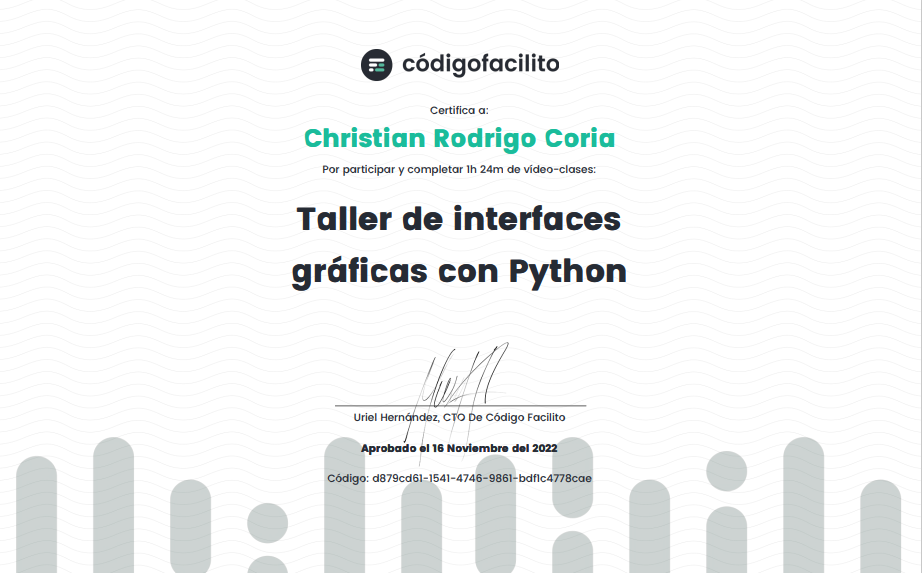 códigofacilito
Certifica a:
Christian Rodrigo Coria
Por participar y completar 1h 24m de vídeo-clases:
Taller de interfaces
gráficas con Python
Uriel Hernández, CTO De Código Facilito
Aprobado el 16 Noviembre del 2022
Código: d879cd61-1541-4746-9861-bdf1c4778cae